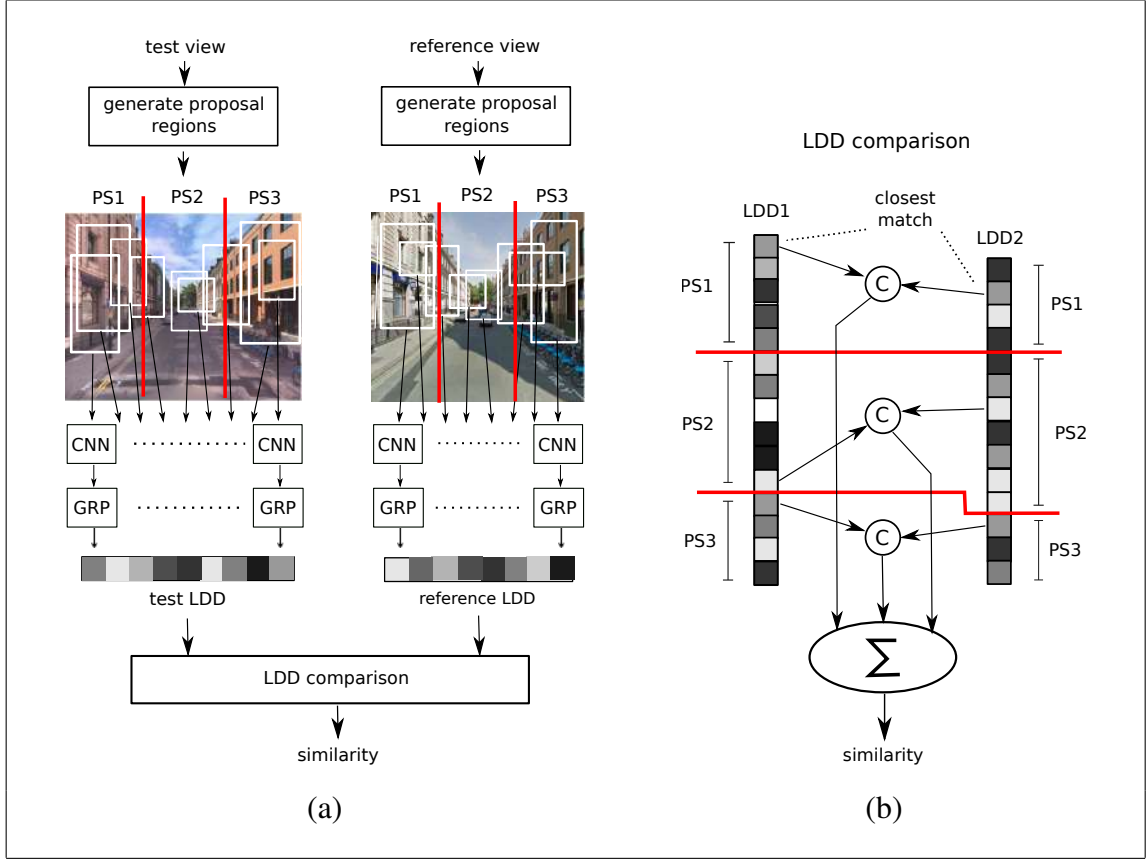 test view
reference view
generate proposal
regions
generate proposal
regions
PS1 PS2 PS3
PS1 PS2 PS3
CNN ................ CNN
CNN ............ CNN
GRP ............... GRP
GRP ............ GRP
test LDD
reference LDD
LDD comparison
similarity
(a)
LDD comparison
closest
match
LDD1
LDD2
PS1
C
PS1
PS2
C
PS2
PS3
C
PS3
Σ
similarity
(b)